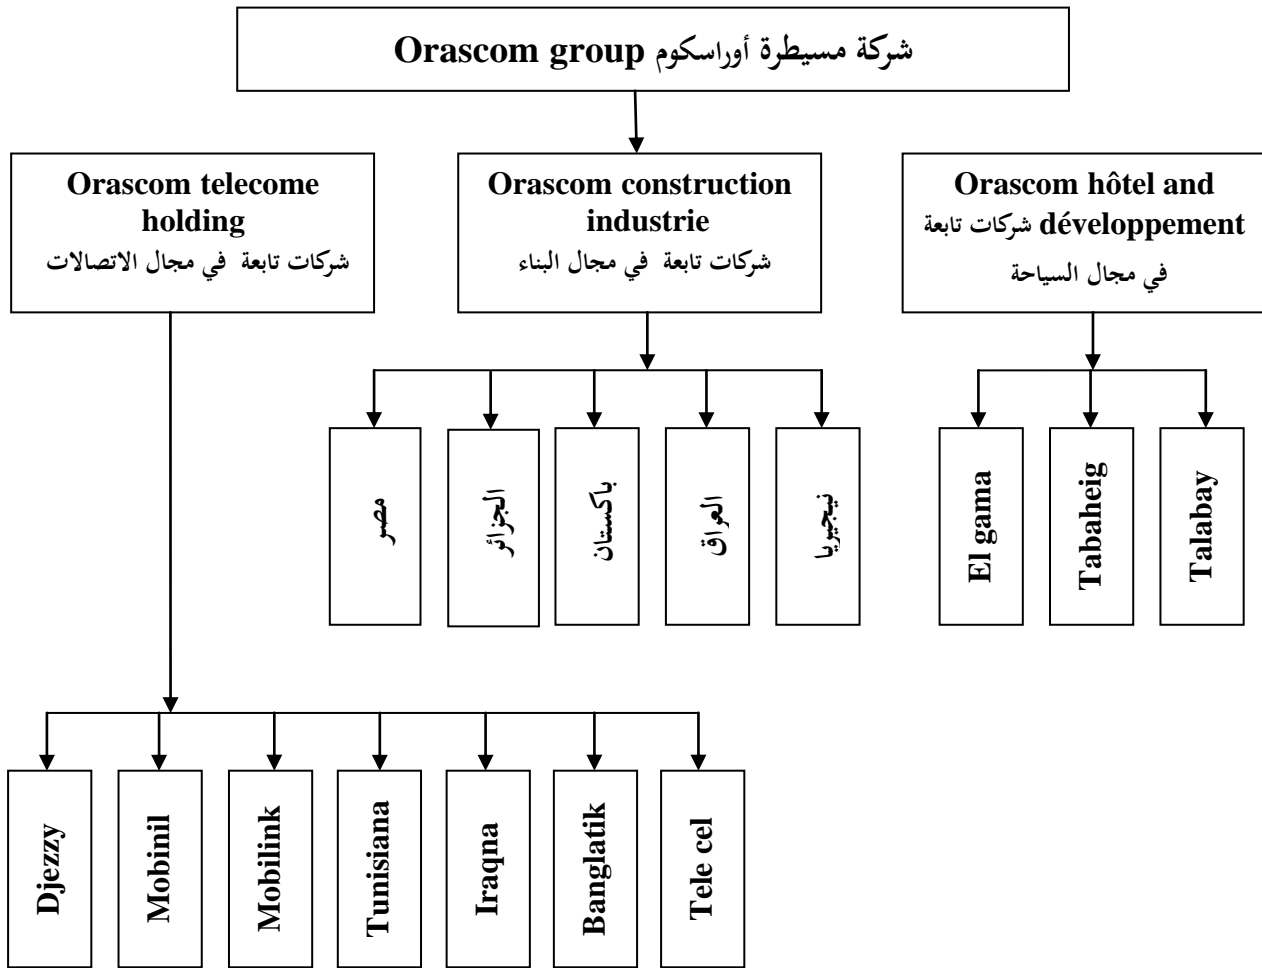 شركة مسيطرة أوراسكوم Orascom group
Orascom telecome
holding
شركات تابعة في مجال الاتصالات
Orascom construction
industrie
شركات تابعة في مجال البناء
Orascom hôtel and
développement شركات تابعة
في مجال السياحة
مصر
الجزائر
باكستان
العراق
نيجيريا
El gama
Tabaheig
Talabay
Djezzy
Mobinil
Mobilink
Tunisiana
Iraqna
Banglatik
Tele cel